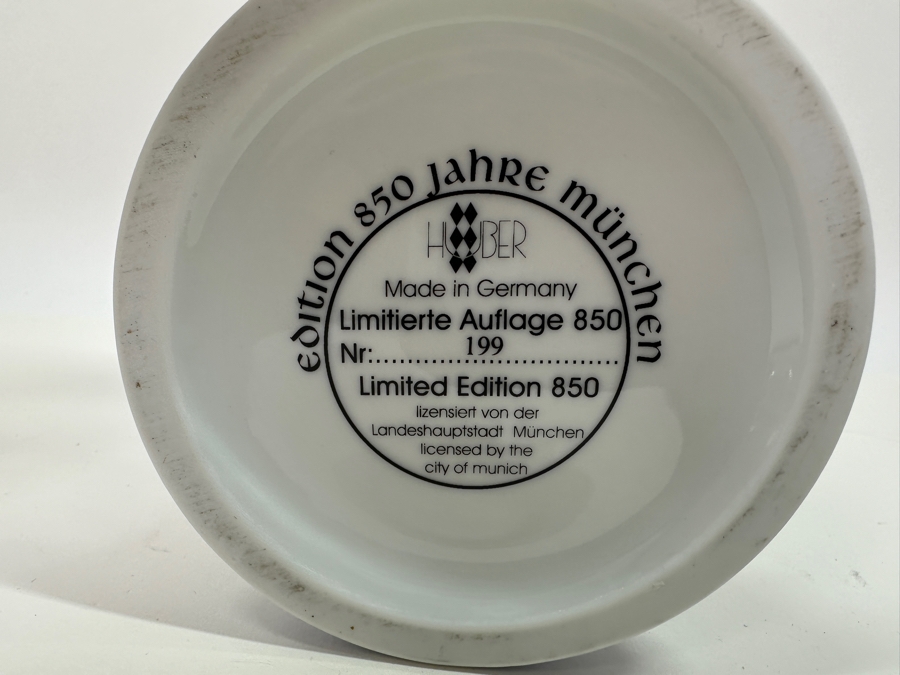 edition 850 jahre münchen
HUBER
Made in Germany
Limitierte Auflage 850
Nr:......199......
Limited Edition 850
lizensiert von der
Landeshauptstadt München
licensed by the
city of munich